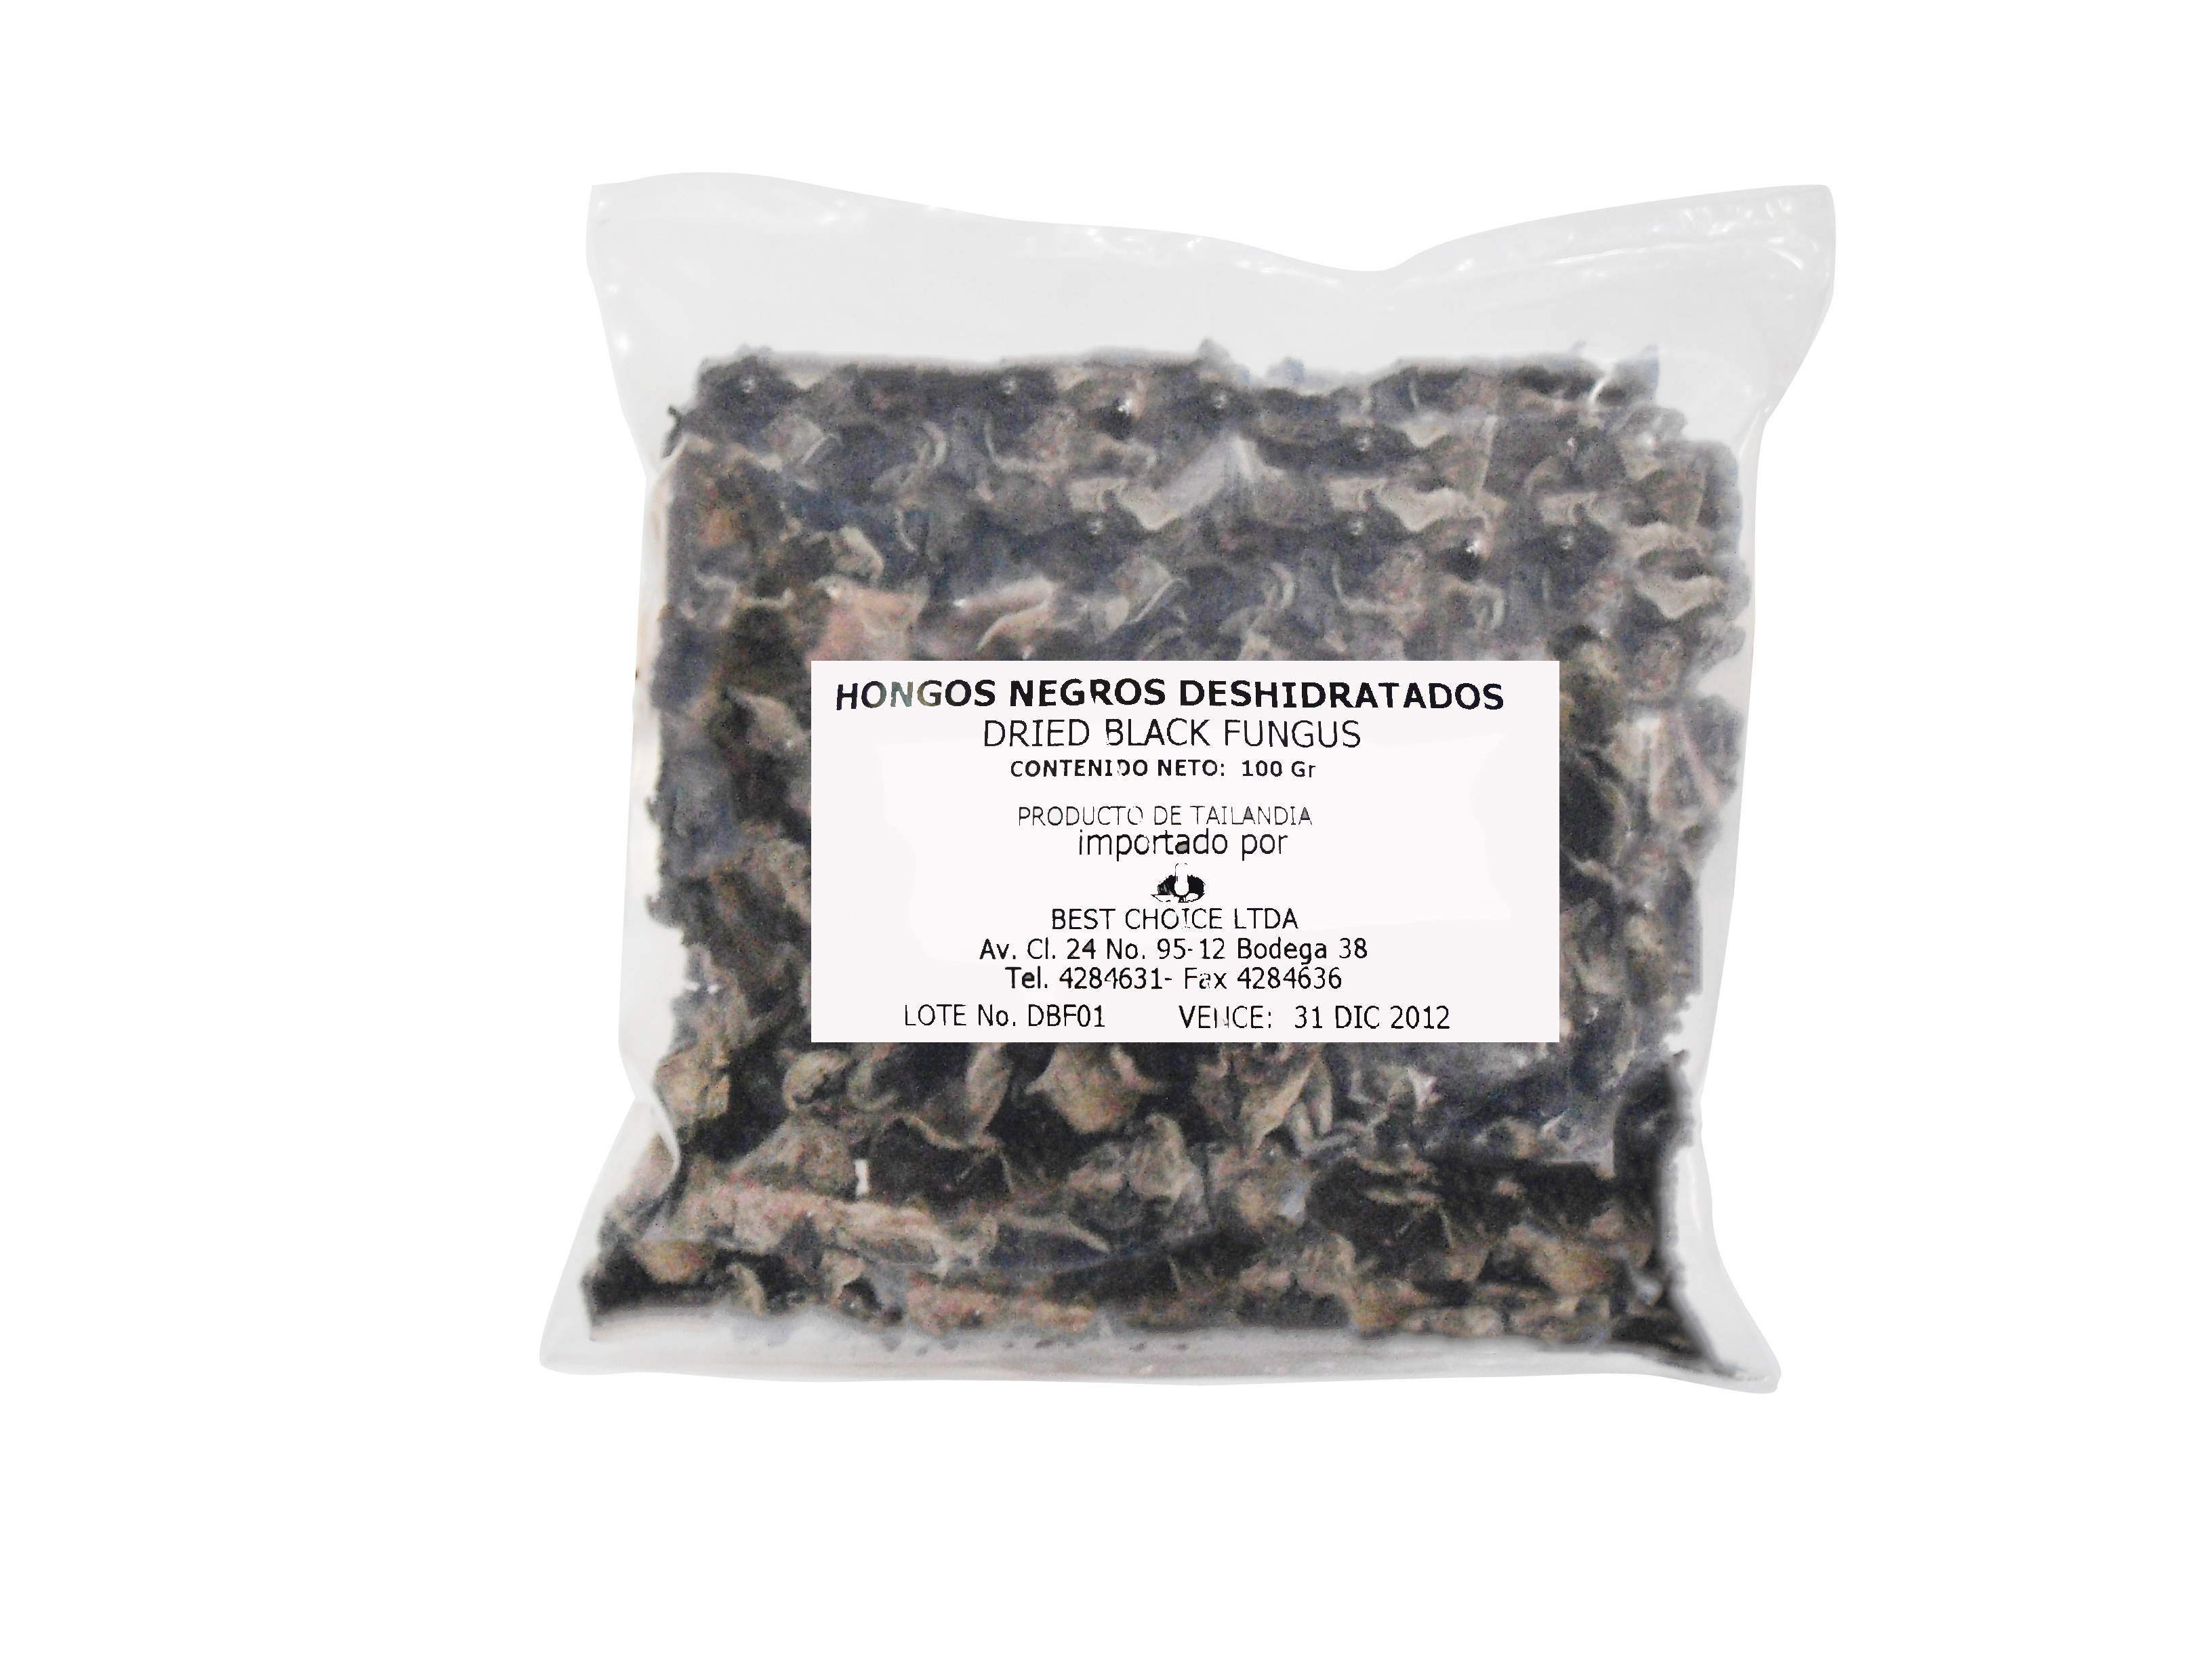 HONGOS NEGROS DESHIDRATADOS
DRIED BLACK FUNGUS
CONTENIDO NETO: 100 Gr
PRODUCTO DE TAILANDIA
importado por
BEST CHOICE LTDA
Av. Cl. 24 No. 95-12 Bodega 38
Tel. 4284631- Fax 4284636
LOTE No. DBF01 VENCE: 31 DIC 2012